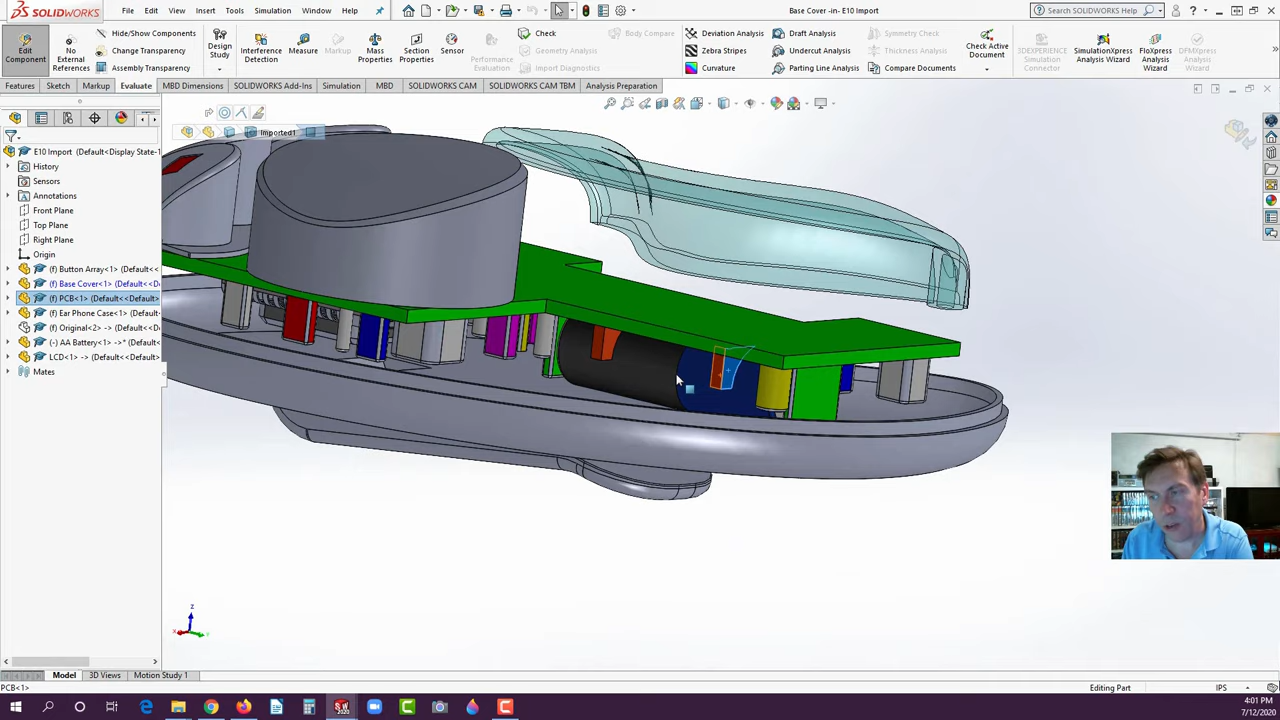 SOLIDWORKS File Edit View Insert Tools Simulation Window Help Base Cover -in- E10 Import Search SOLIDWORKS Help
Edit Component
No External References
Hide/Show Components
Change Transparency
Assembly Transparency
Design Study
Interference Detection
Measure
Markup
Mass Properties
Section Properties
Sensor
Performance Evaluation
Check
Geometry Analysis
Import Diagnostics
Body Compare
Deviation Analysis
Zebra Stripes
Curvature
Draft Analysis
Undercut Analysis
Parting Line Analysis
Symmetry Check
Thickness Analysis
Compare Documents
Check Active Document
3DEXPERIENCE Simulation Connector
SimulationXpress Analysis Wizard
FloXpress Analysis Wizard
DFMXpress Analysis Wizard
Features Sketch Markup Evaluate MBD Dimensions SOLIDWORKS Add-Ins Simulation MBD SOLIDWORKS CAM SOLIDWORKS CAM TBM Analysis Preparation
Imported1
E10 Import (Default<Display State-1
History
Sensors
Annotations
Front Plane
Top Plane
Right Plane
Origin
(f) Button Array<1> (Default<<
(f) Base Cover<1> (Default<<D
(f) PCB<1> (Default<<Default>
(f) Ear Phone Case<1> (Default
(f) Original<2> -> (Default<<D
(-) AA Battery<1> ->* (Default
LCD<1> -> (Default<<Default>
Mates
Z
X
Y
Model 3D Views Motion Study 1
PCB<1> Editing Part IPS
4:01 PM
7/12/2020